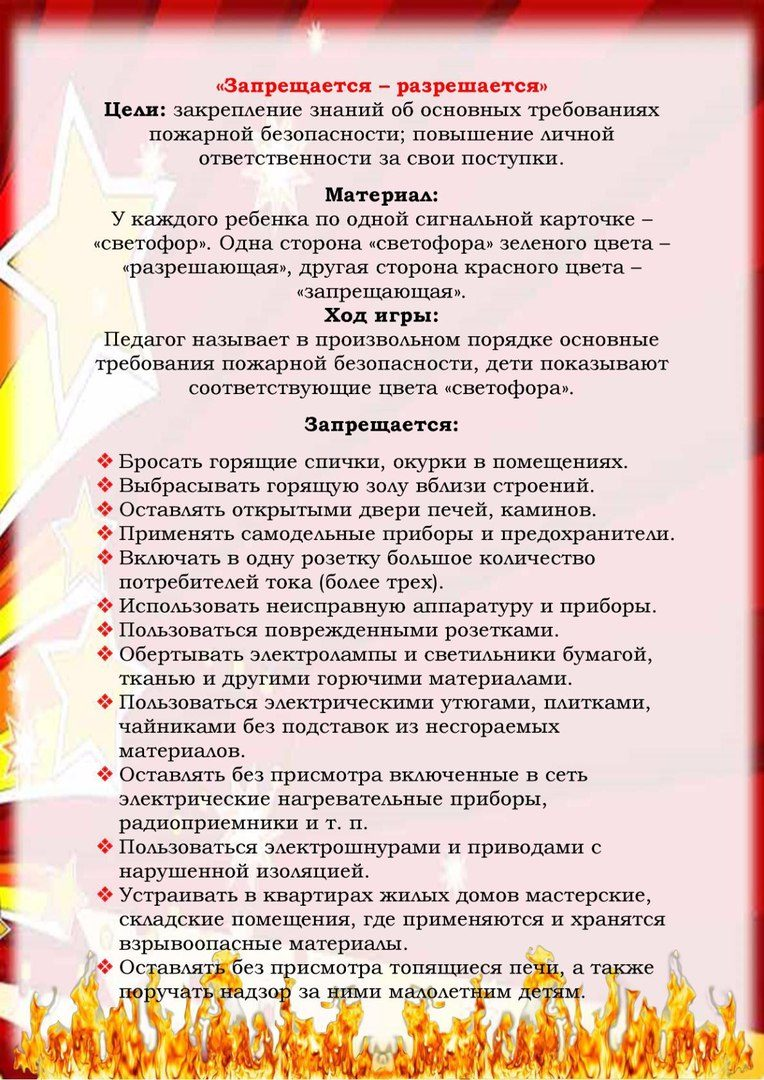 «Запрещается – разрешается»
Цели: закрепление знаний об основных требованиях
пожарной безопасности; повышение личной
ответственности за свои поступки.
Материал:
У каждого ребенка по одной сигнальной карточке –
«светофор». Одна сторона «светофора» зеленого цвета –
«разрешающая», другая сторона красного цвета –
«запрещающая».
Ход игры:
Педагог называет в произвольном порядке основные
требования пожарной безопасности, дети показывают
соответствующие цвета «светофора».
Запрещается:
❖ Бросать горящие спички, окурки в помещениях.
❖ Выбрасывать горящую золу вблизи строений.
❖ Оставлять открытыми двери печей, каминов.
❖ Применять самодельные приборы и предохранители.
❖ Включать в одну розетку большое количество
потребителей тока (более трех).
❖ Использовать неисправную аппаратуру и приборы.
❖ Пользоваться поврежденными розетками.
❖ Обертывать электролампы и светильники бумагой,
тканью и другими горючими материалами.
❖ Пользоваться электрическими утюгами, плитками,
чайниками без подставок из несгораемых
материалов.
❖ Оставлять без присмотра включенные в сеть
электрические нагревательные приборы,
радиоприемники и т. п.
❖ Пользоваться электрошнурами и приводами с
нарушенной изоляцией.
❖ Устраивать в квартирах жилых домов мастерские,
складские помещения, где применяются и хранятся
взрывоопасные материалы.
❖ Оставлять без присмотра топящиеся печи, а также
поручать надзор за ними малолетним детям.